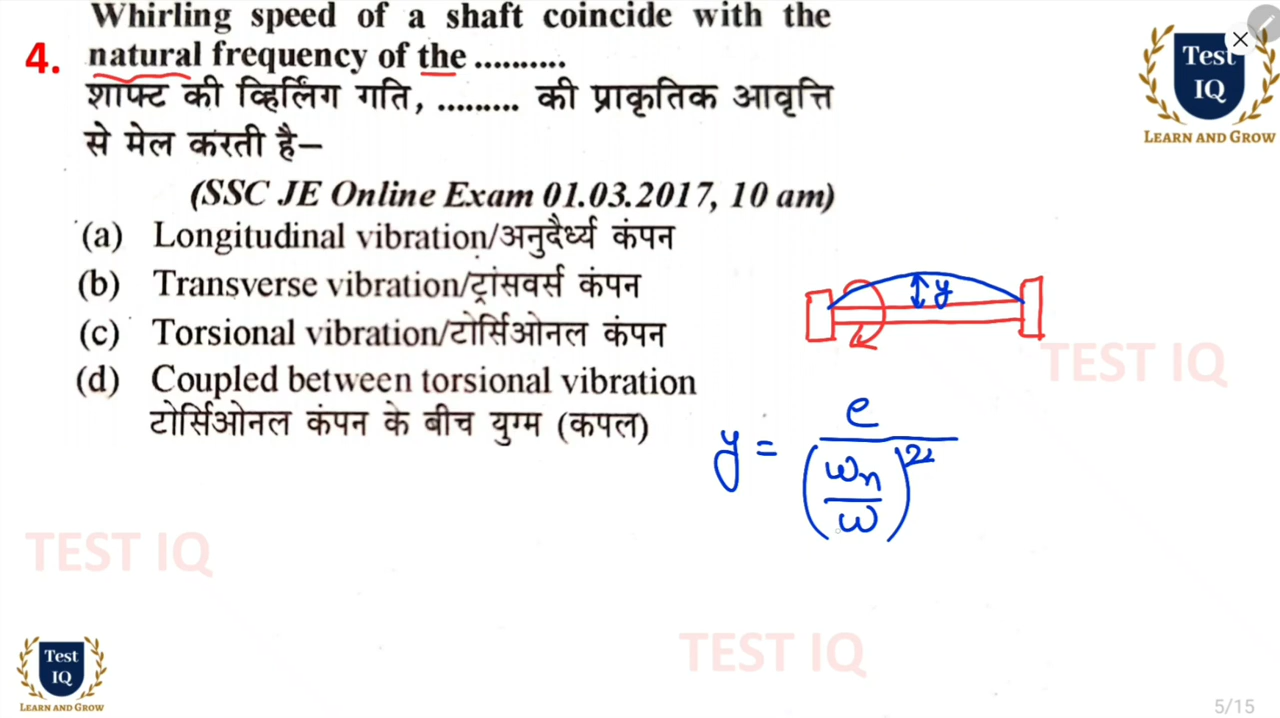 Whirling speed of a shaft coincide with the
4. natural frequency of the ..........
शाफ्ट की व्हिर्लिंग गति, ......... की प्राकृतिक आवृत्ति
से मेल करती है–
(SSC JE Online Exam 01.03.2017, 10 am)
(a) Longitudinal vibration/अनुदैर्ध्य कंपन
(b) Transverse vibration/ट्रांसवर्स कंपन
(c) Torsional vibration/टोर्सिओनल कंपन
(d) Coupled between torsional vibration
टोर्सिओनल कंपन के बीच युग्म (कपल)
Test
IQ
LEARN AND GROW
y
y = e / (ωn / ω)²
TEST IQ
TEST IQ
TEST IQ
Test
IQ
LEARN AND GROW
5/15